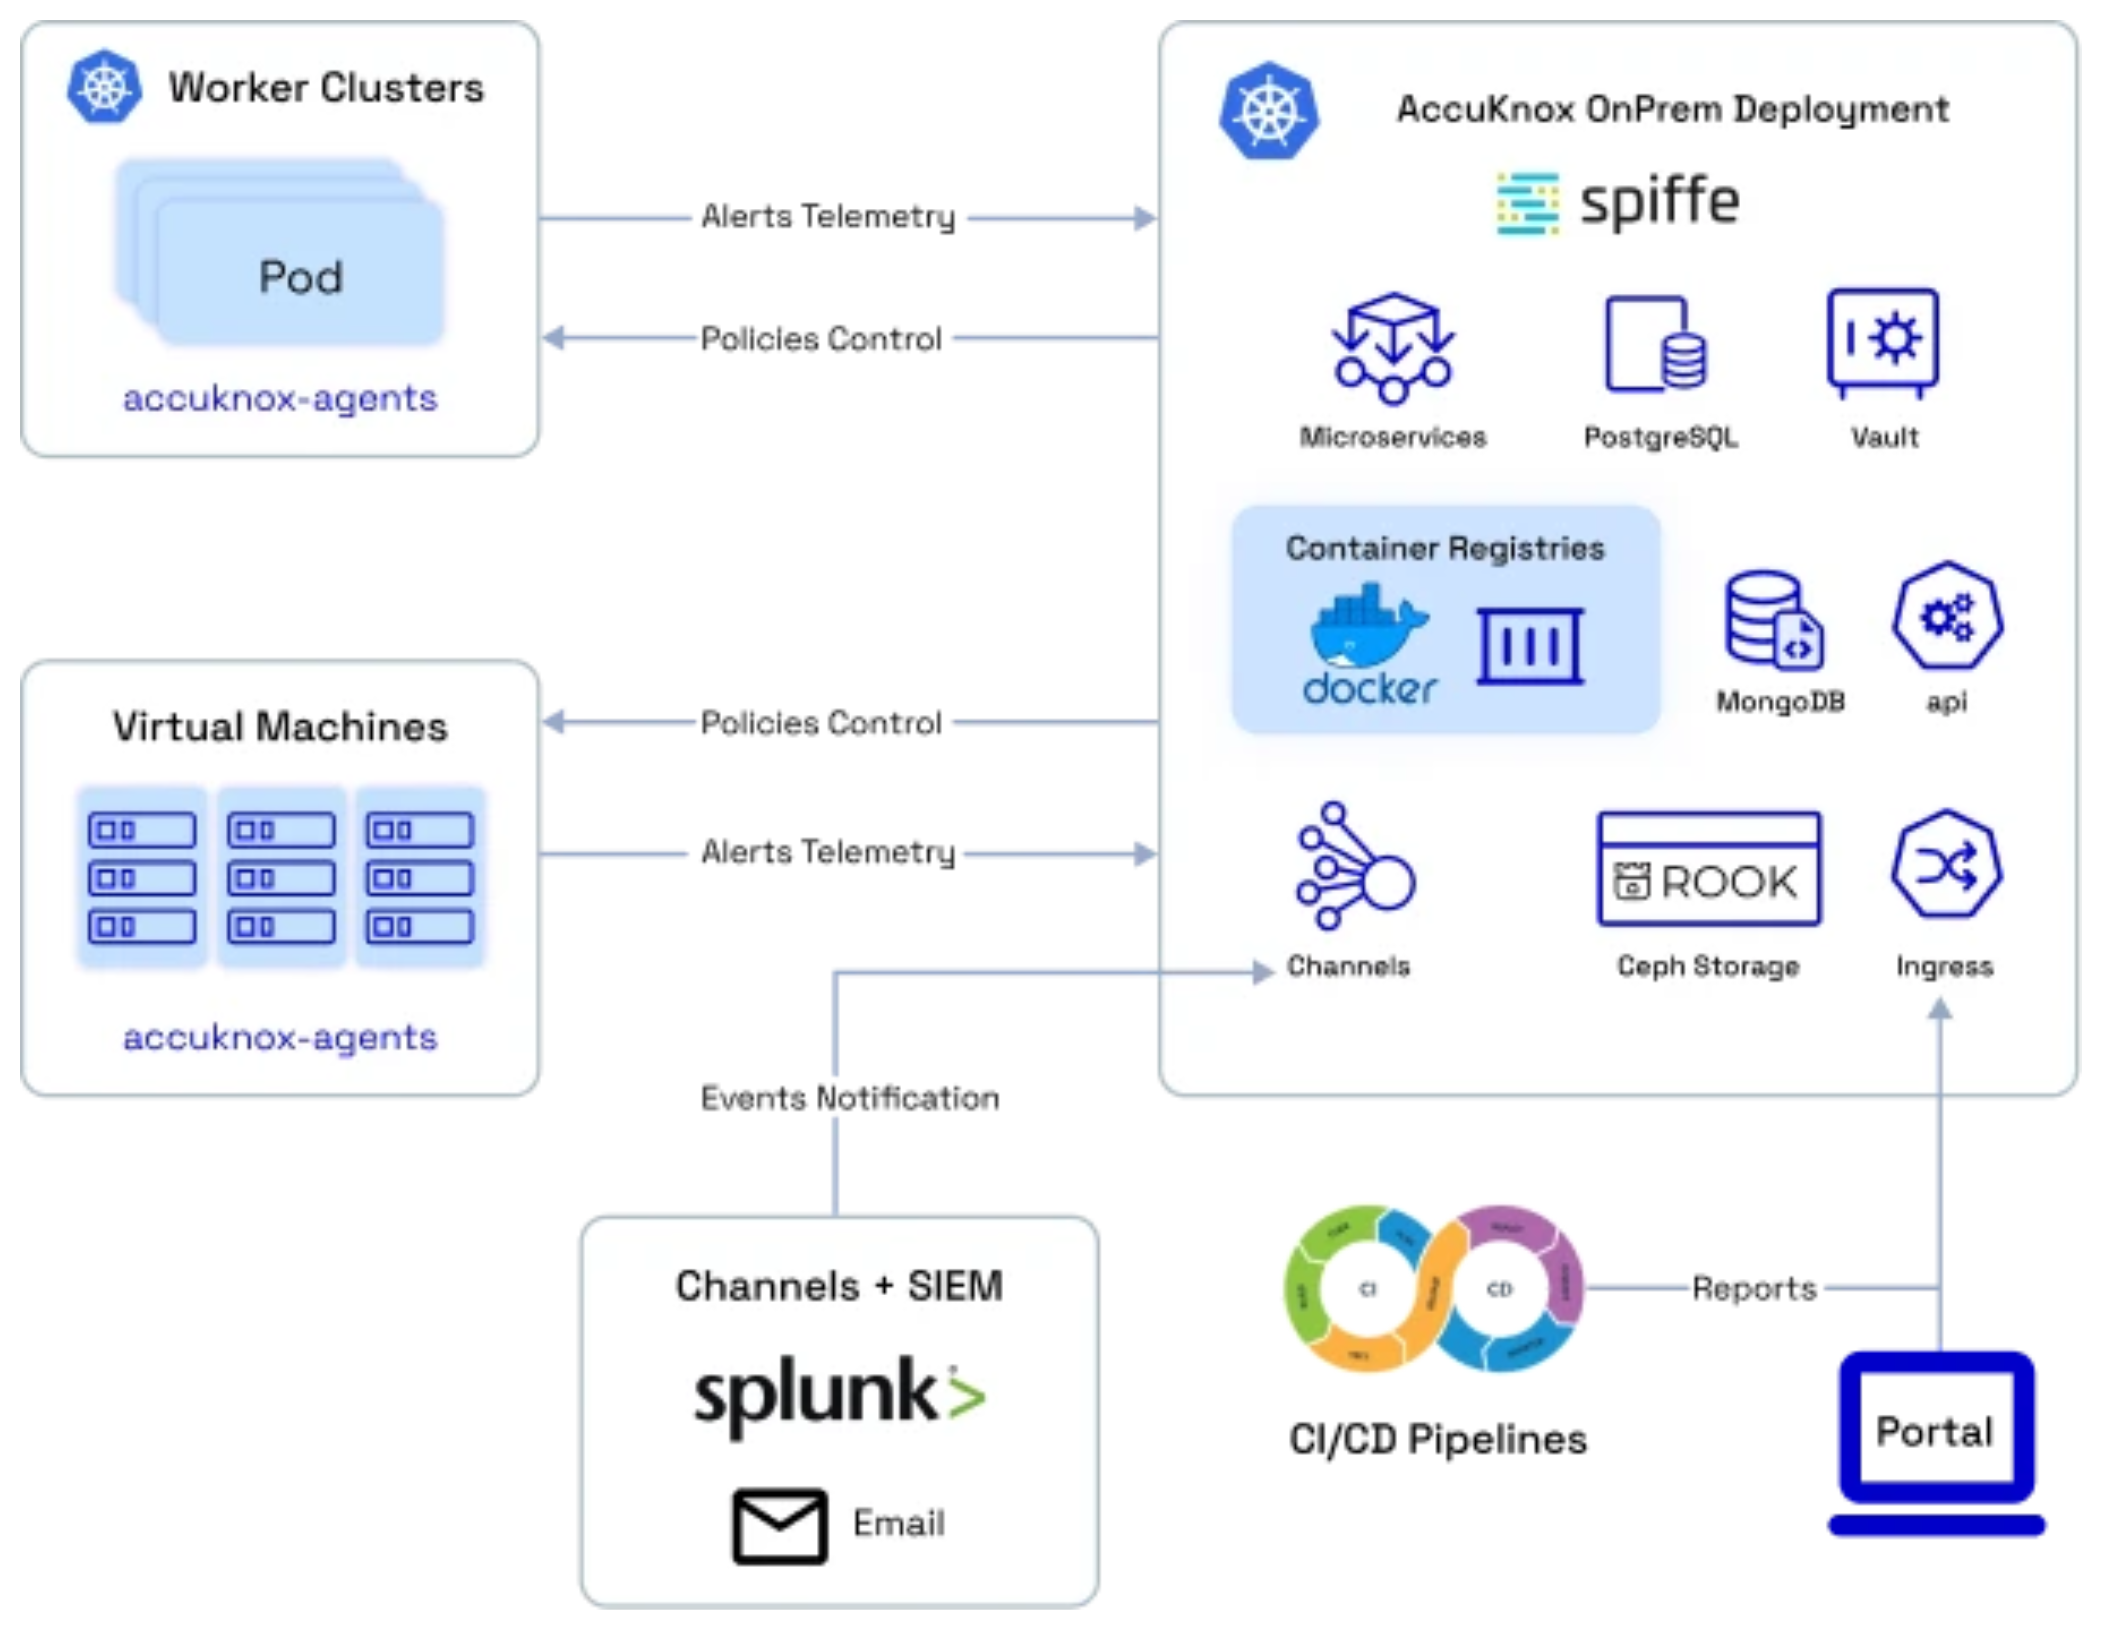 Worker Clusters
Pod
accuknox-agents
Alerts Telemetry
Policies Control
AccuKnox OnPrem Deployment
spiffe
Microservices
PostgreSQL
Vault
Container Registries
docker
MongoDB
api
Virtual Machines
accuknox-agents
Policies Control
Alerts Telemetry
ROOK
Channels
Ceph Storage
Ingress
Events Notification
Channels + SIEM
splunk>
Email
CI
CD
CI/CD Pipelines
Reports
Portal